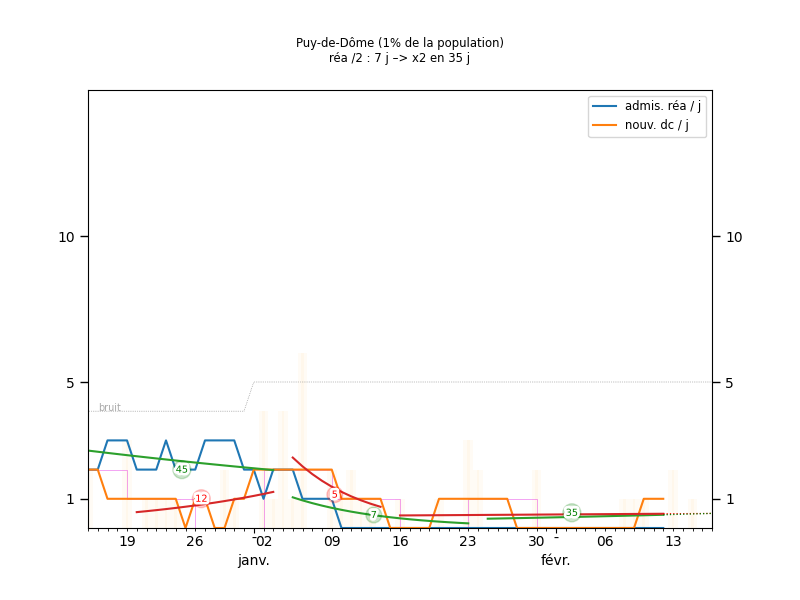 Puy-de-Dôme (1% de la population)
réa /2 : 7 j –> x2 en 35 j
admis. réa / j
nouv. dc / j
10
10
bruit
5
5
45
12
5
7
35
1
1
19
26
02
09
16
23
30
06
13
janv.
févr.